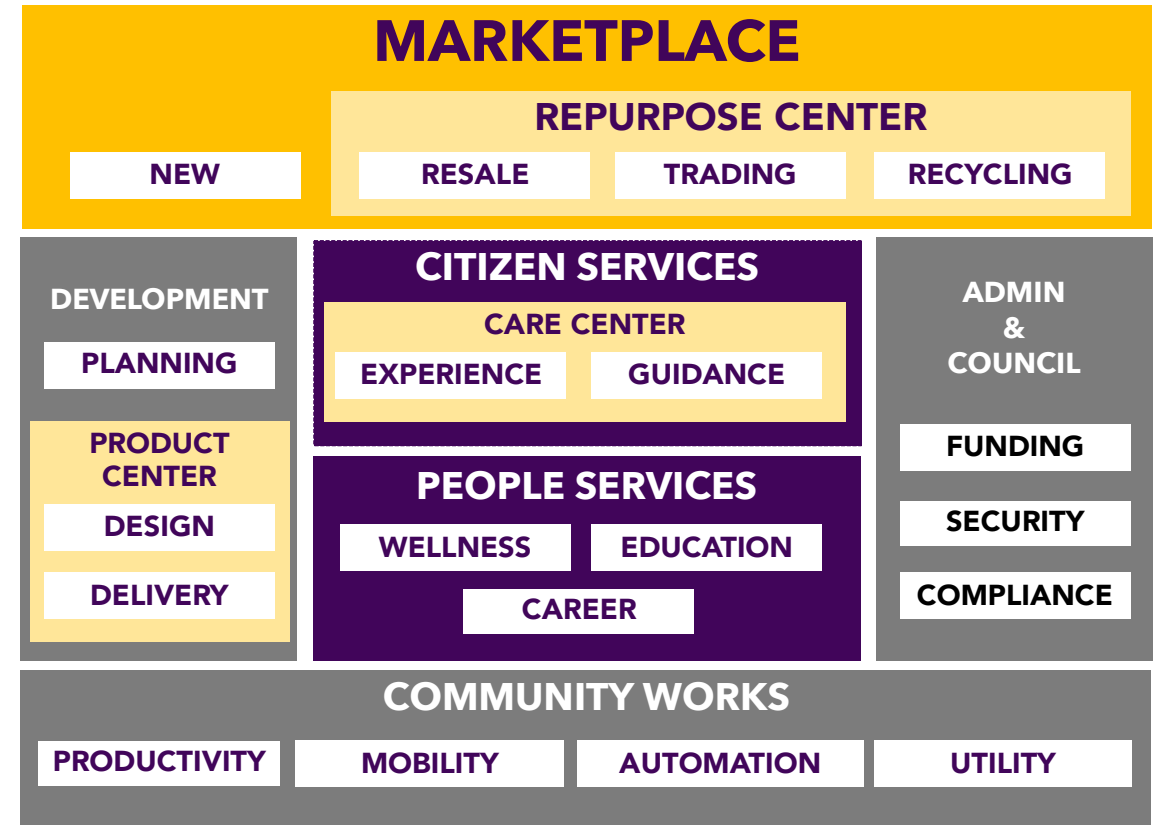 MARKETPLACE
REPURPOSE CENTER
NEW
RESALE
TRADING
RECYCLING
DEVELOPMENT
PLANNING
PRODUCT
CENTER
DESIGN
DELIVERY
CITIZEN SERVICES
CARE CENTER
EXPERIENCE
GUIDANCE
PEOPLE SERVICES
WELLNESS
EDUCATION
CAREER
ADMIN
&
COUNCIL
FUNDING
SECURITY
COMPLIANCE
COMMUNITY WORKS
PRODUCTIVITY
MOBILITY
AUTOMATION
UTILITY